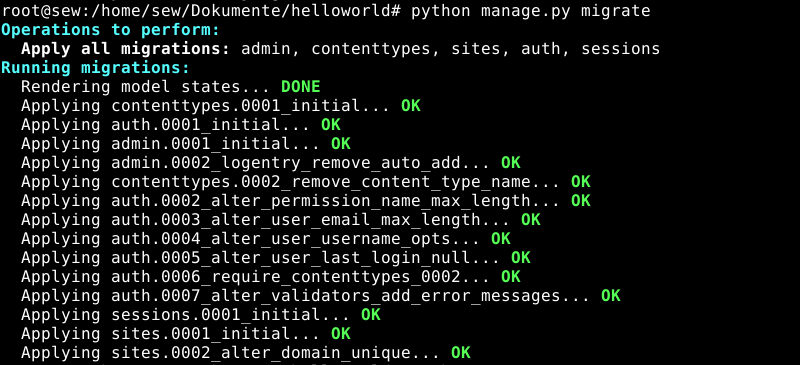 root@sew:/home/sew/Dokumente/helloworld# python manage.py migrate
Operations to perform:
  Apply all migrations: admin, contenttypes, sites, auth, sessions
Running migrations:
  Rendering model states... DONE
  Applying contenttypes.0001_initial... OK
  Applying auth.0001_initial... OK
  Applying admin.0001_initial... OK
  Applying admin.0002_logentry_remove_auto_add... OK
  Applying contenttypes.0002_remove_content_type_name... OK
  Applying auth.0002_alter_permission_name_max_length... OK
  Applying auth.0003_alter_user_email_max_length... OK
  Applying auth.0004_alter_user_username_opts... OK
  Applying auth.0005_alter_user_last_login_null... OK
  Applying auth.0006_require_contenttypes_0002... OK
  Applying auth.0007_alter_validators_add_error_messages... OK
  Applying sessions.0001_initial... OK
  Applying sites.0001_initial... OK
  Applying sites.0002_alter_domain_unique... OK